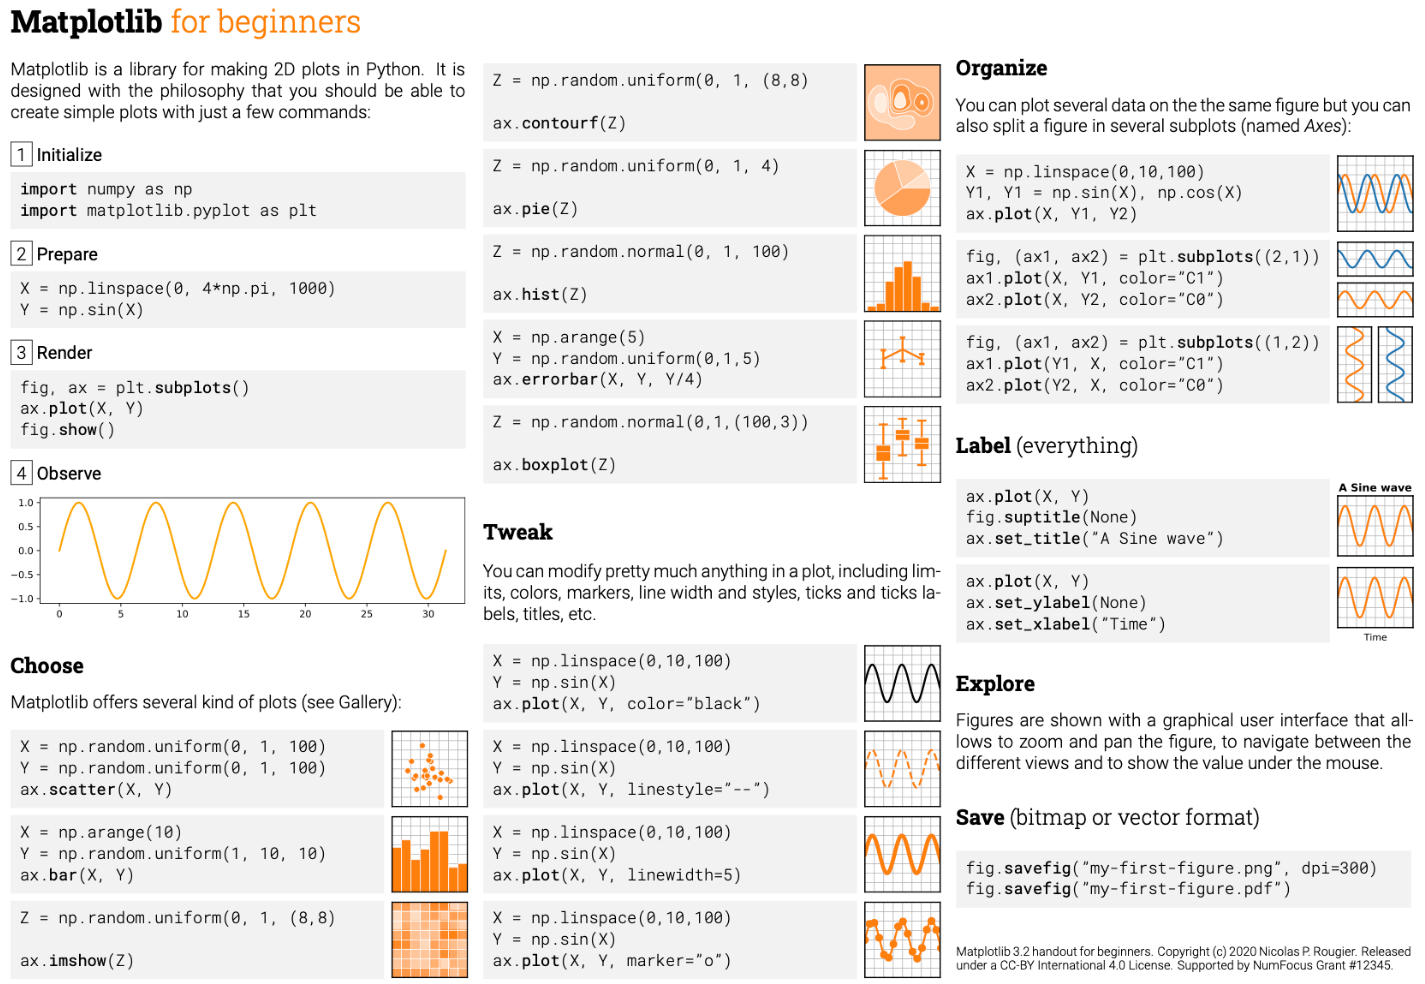 Matplotlib for beginners
Matplotlib is a library for making 2D plots in Python. It is
designed with the philosophy that you should be able to
create simple plots with just a few commands:
1 Initialize
import numpy as np
import matplotlib.pyplot as plt
2 Prepare
X = np.linspace(0, 4*np.pi, 1000)
Y = np.sin(X)
3 Render
fig, ax = plt.subplots()
ax.plot(X, Y)
fig.show()
4 Observe
1.0
0.5
0.0
−0.5
−1.0
0 5 10 15 20 25 30
Choose
Matplotlib offers several kind of plots (see Gallery):
X = np.random.uniform(0, 1, 100)
Y = np.random.uniform(0, 1, 100)
ax.scatter(X, Y)
X = np.arange(10)
Y = np.random.uniform(1, 10, 10)
ax.bar(X, Y)
Z = np.random.uniform(0, 1, (8,8)
ax.imshow(Z)
Z = np.random.uniform(0, 1, (8,8)
ax.contourf(Z)
Z = np.random.uniform(0, 1, 4)
ax.pie(Z)
Z = np.random.normal(0, 1, 100)
ax.hist(Z)
X = np.arange(5)
Y = np.random.uniform(0,1,5)
ax.errorbar(X, Y, Y/4)
Z = np.random.normal(0,1,(100,3))
ax.boxplot(Z)
Tweak
You can modify pretty much anything in a plot, including lim-
its, colors, markers, line width and styles, ticks and ticks la-
bels, titles, etc.
X = np.linspace(0,10,100)
Y = np.sin(X)
ax.plot(X, Y, color="black")
X = np.linspace(0,10,100)
Y = np.sin(X)
ax.plot(X, Y, linestyle="--")
X = np.linspace(0,10,100)
Y = np.sin(X)
ax.plot(X, Y, linewidth=5)
X = np.linspace(0,10,100)
Y = np.sin(X)
ax.plot(X, Y, marker="o")
Organize
You can plot several data on the the same figure but you can
also split a figure in several subplots (named Axes):
X = np.linspace(0,10,100)
Y1, Y1 = np.sin(X), np.cos(X)
ax.plot(X, Y1, Y2)
fig, (ax1, ax2) = plt.subplots((2,1))
ax1.plot(X, Y1, color="C1")
ax2.plot(X, Y2, color="C0")
fig, (ax1, ax2) = plt.subplots((1,2))
ax1.plot(Y1, X, color="C1")
ax2.plot(Y2, X, color="C0")
Label (everything)
ax.plot(X, Y)
fig.suptitle(None)
ax.set_title("A Sine wave")
A Sine wave
ax.plot(X, Y)
ax.set_ylabel(None)
ax.set_xlabel("Time")
Time
Explore
Figures are shown with a graphical user interface that al-
lows to zoom and pan the figure, to navigate between the
different views and to show the value under the mouse.
Save (bitmap or vector format)
fig.savefig("my-first-figure.png", dpi=300)
fig.savefig("my-first-figure.pdf")
Matplotlib 3.2 handout for beginners. Copyright (c) 2020 Nicolas P. Rougier. Released
under a CC-BY International 4.0 License. Supported by NumFocus Grant #12345.